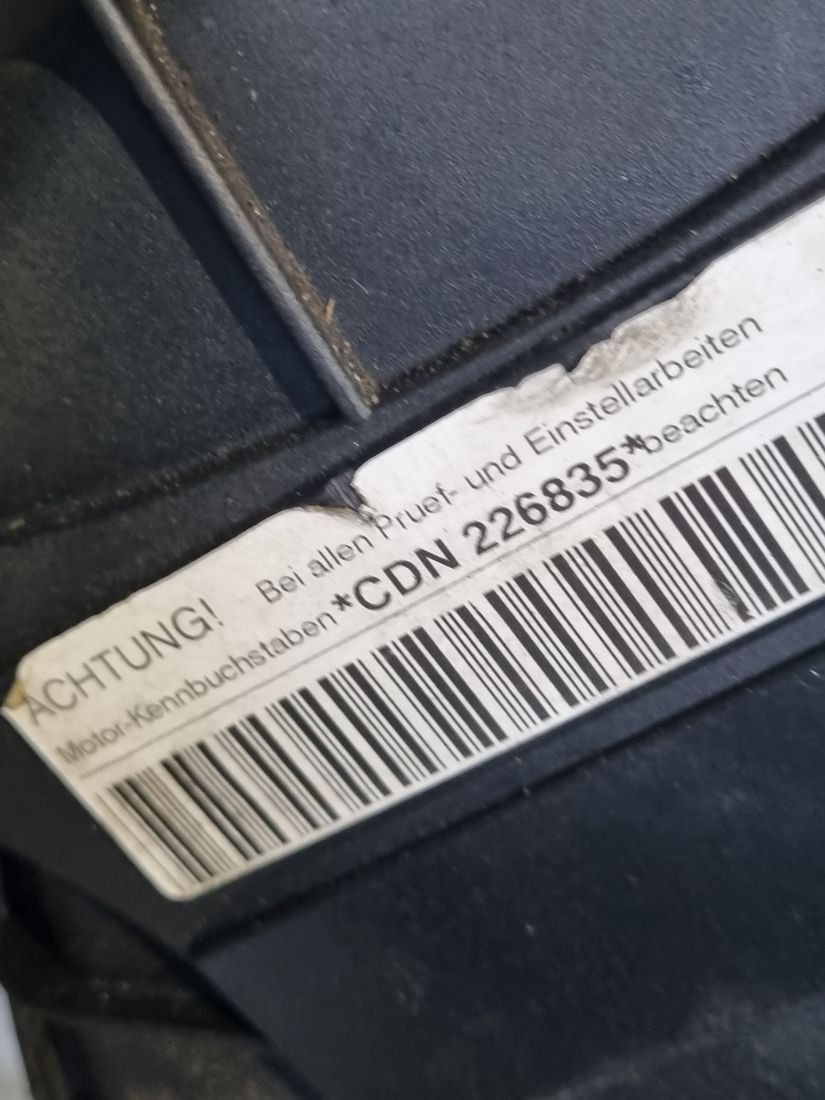 ACHTUNG! Bei allen Pruef- und Einstellarbeiten
Motor-Kennbuchstaben *CDN 226835* beachten